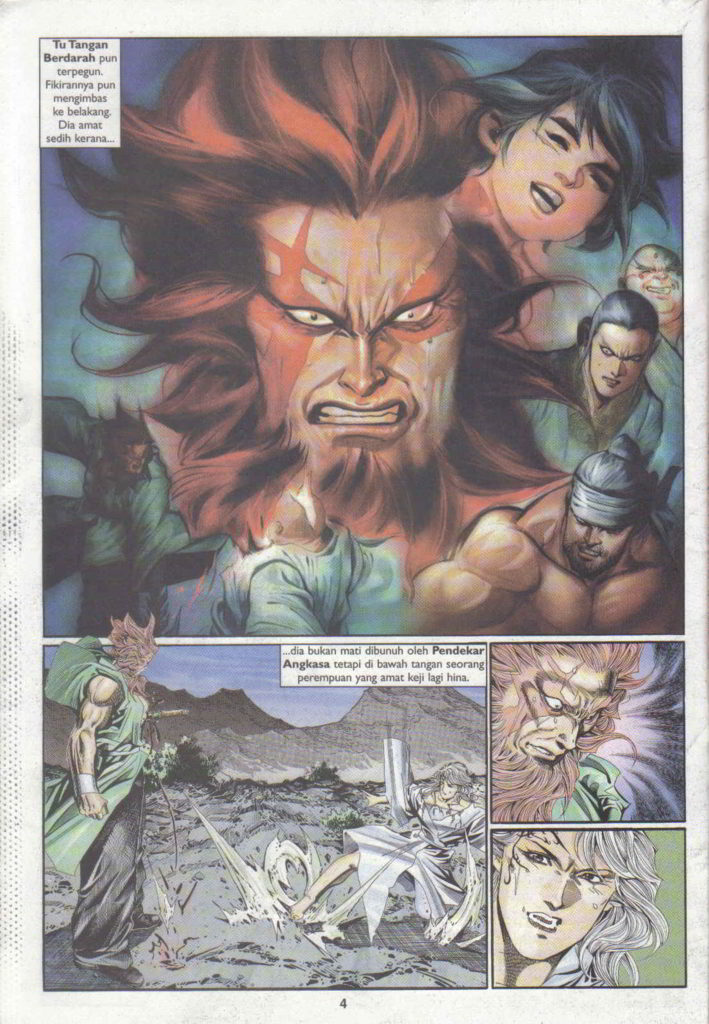 Tu Tangan
Berdarah pun
terpegun.
Fikirannya pun
mengimbas
ke belakang.
Dia amat
sedih kerana...
...dia bukan mati dibunuh oleh Pendekar
Angkasa tetapi di bawah tangan seorang
perempuan yang amat keji lagi hina.
4